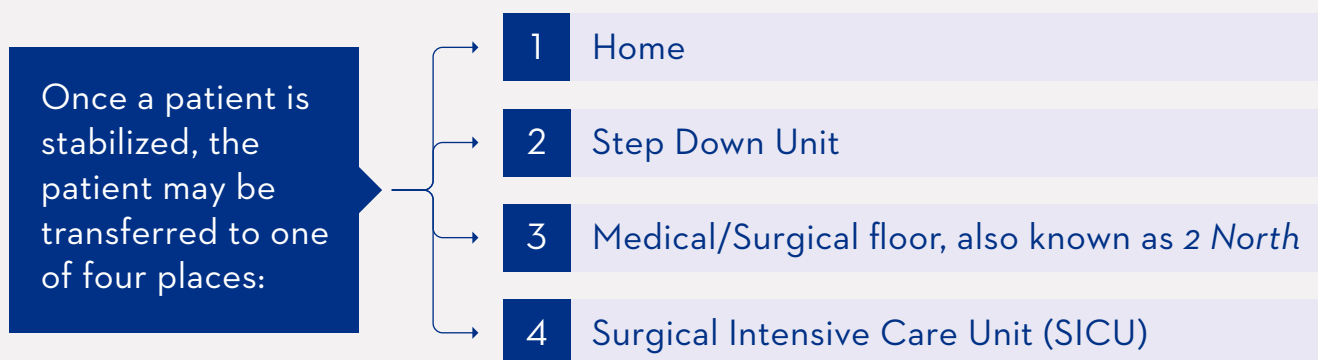 Once a patient is
stabilized, the
patient may be
transferred to one
of four places:
1 Home
2 Step Down Unit
3 Medical/Surgical floor, also known as 2 North
4 Surgical Intensive Care Unit (SICU)